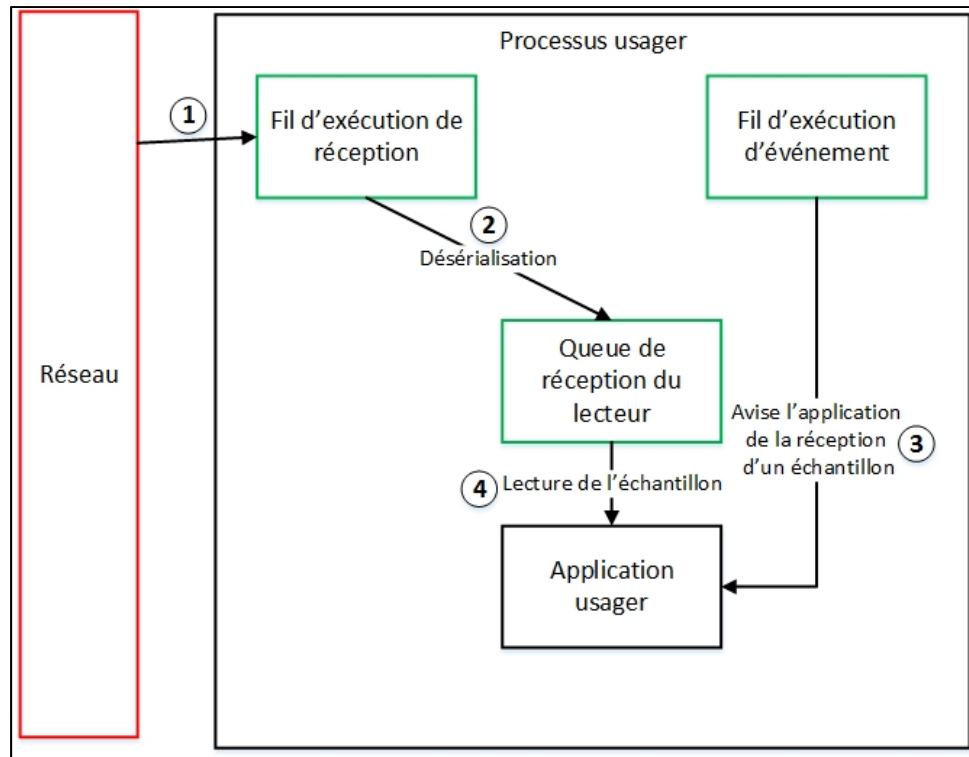 Processus usager
1
Fil d'exécution de
réception
Fil d'exécution
d'événement
2
Désérialisation
Réseau
Queue de
réception du
lecteur
Avise l'application
de la réception
d'un échantillon
3
4
Lecture de l'échantillon
Application
usager